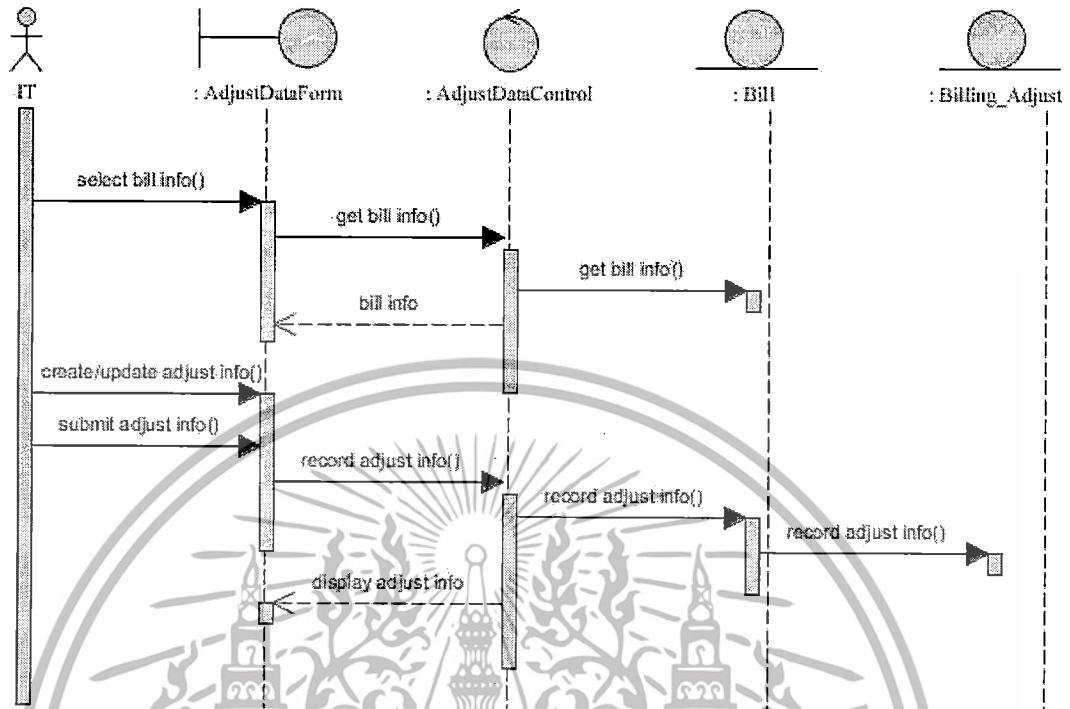 IT
: AdjustDataForm
: AdjustDataControl
: Bill
: Billing_Adjust
select bill info()
get bill info()
get bill info()
bill info
create/update adjust info()
submit adjust info()
record adjust info()
record adjust info()
record adjust info()
display adjust info